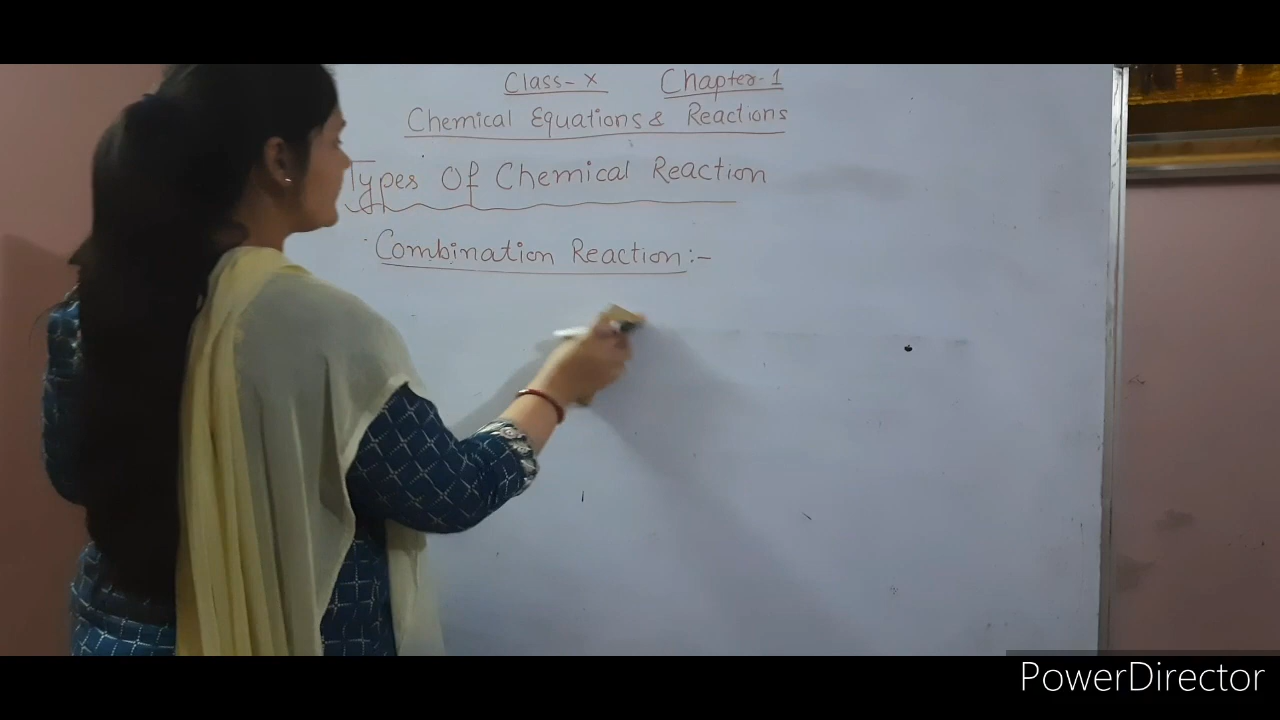 Class-X Chapter-1
Chemical Equations & Reactions
Types Of Chemical Reaction
Combination Reaction:-
PowerDirector